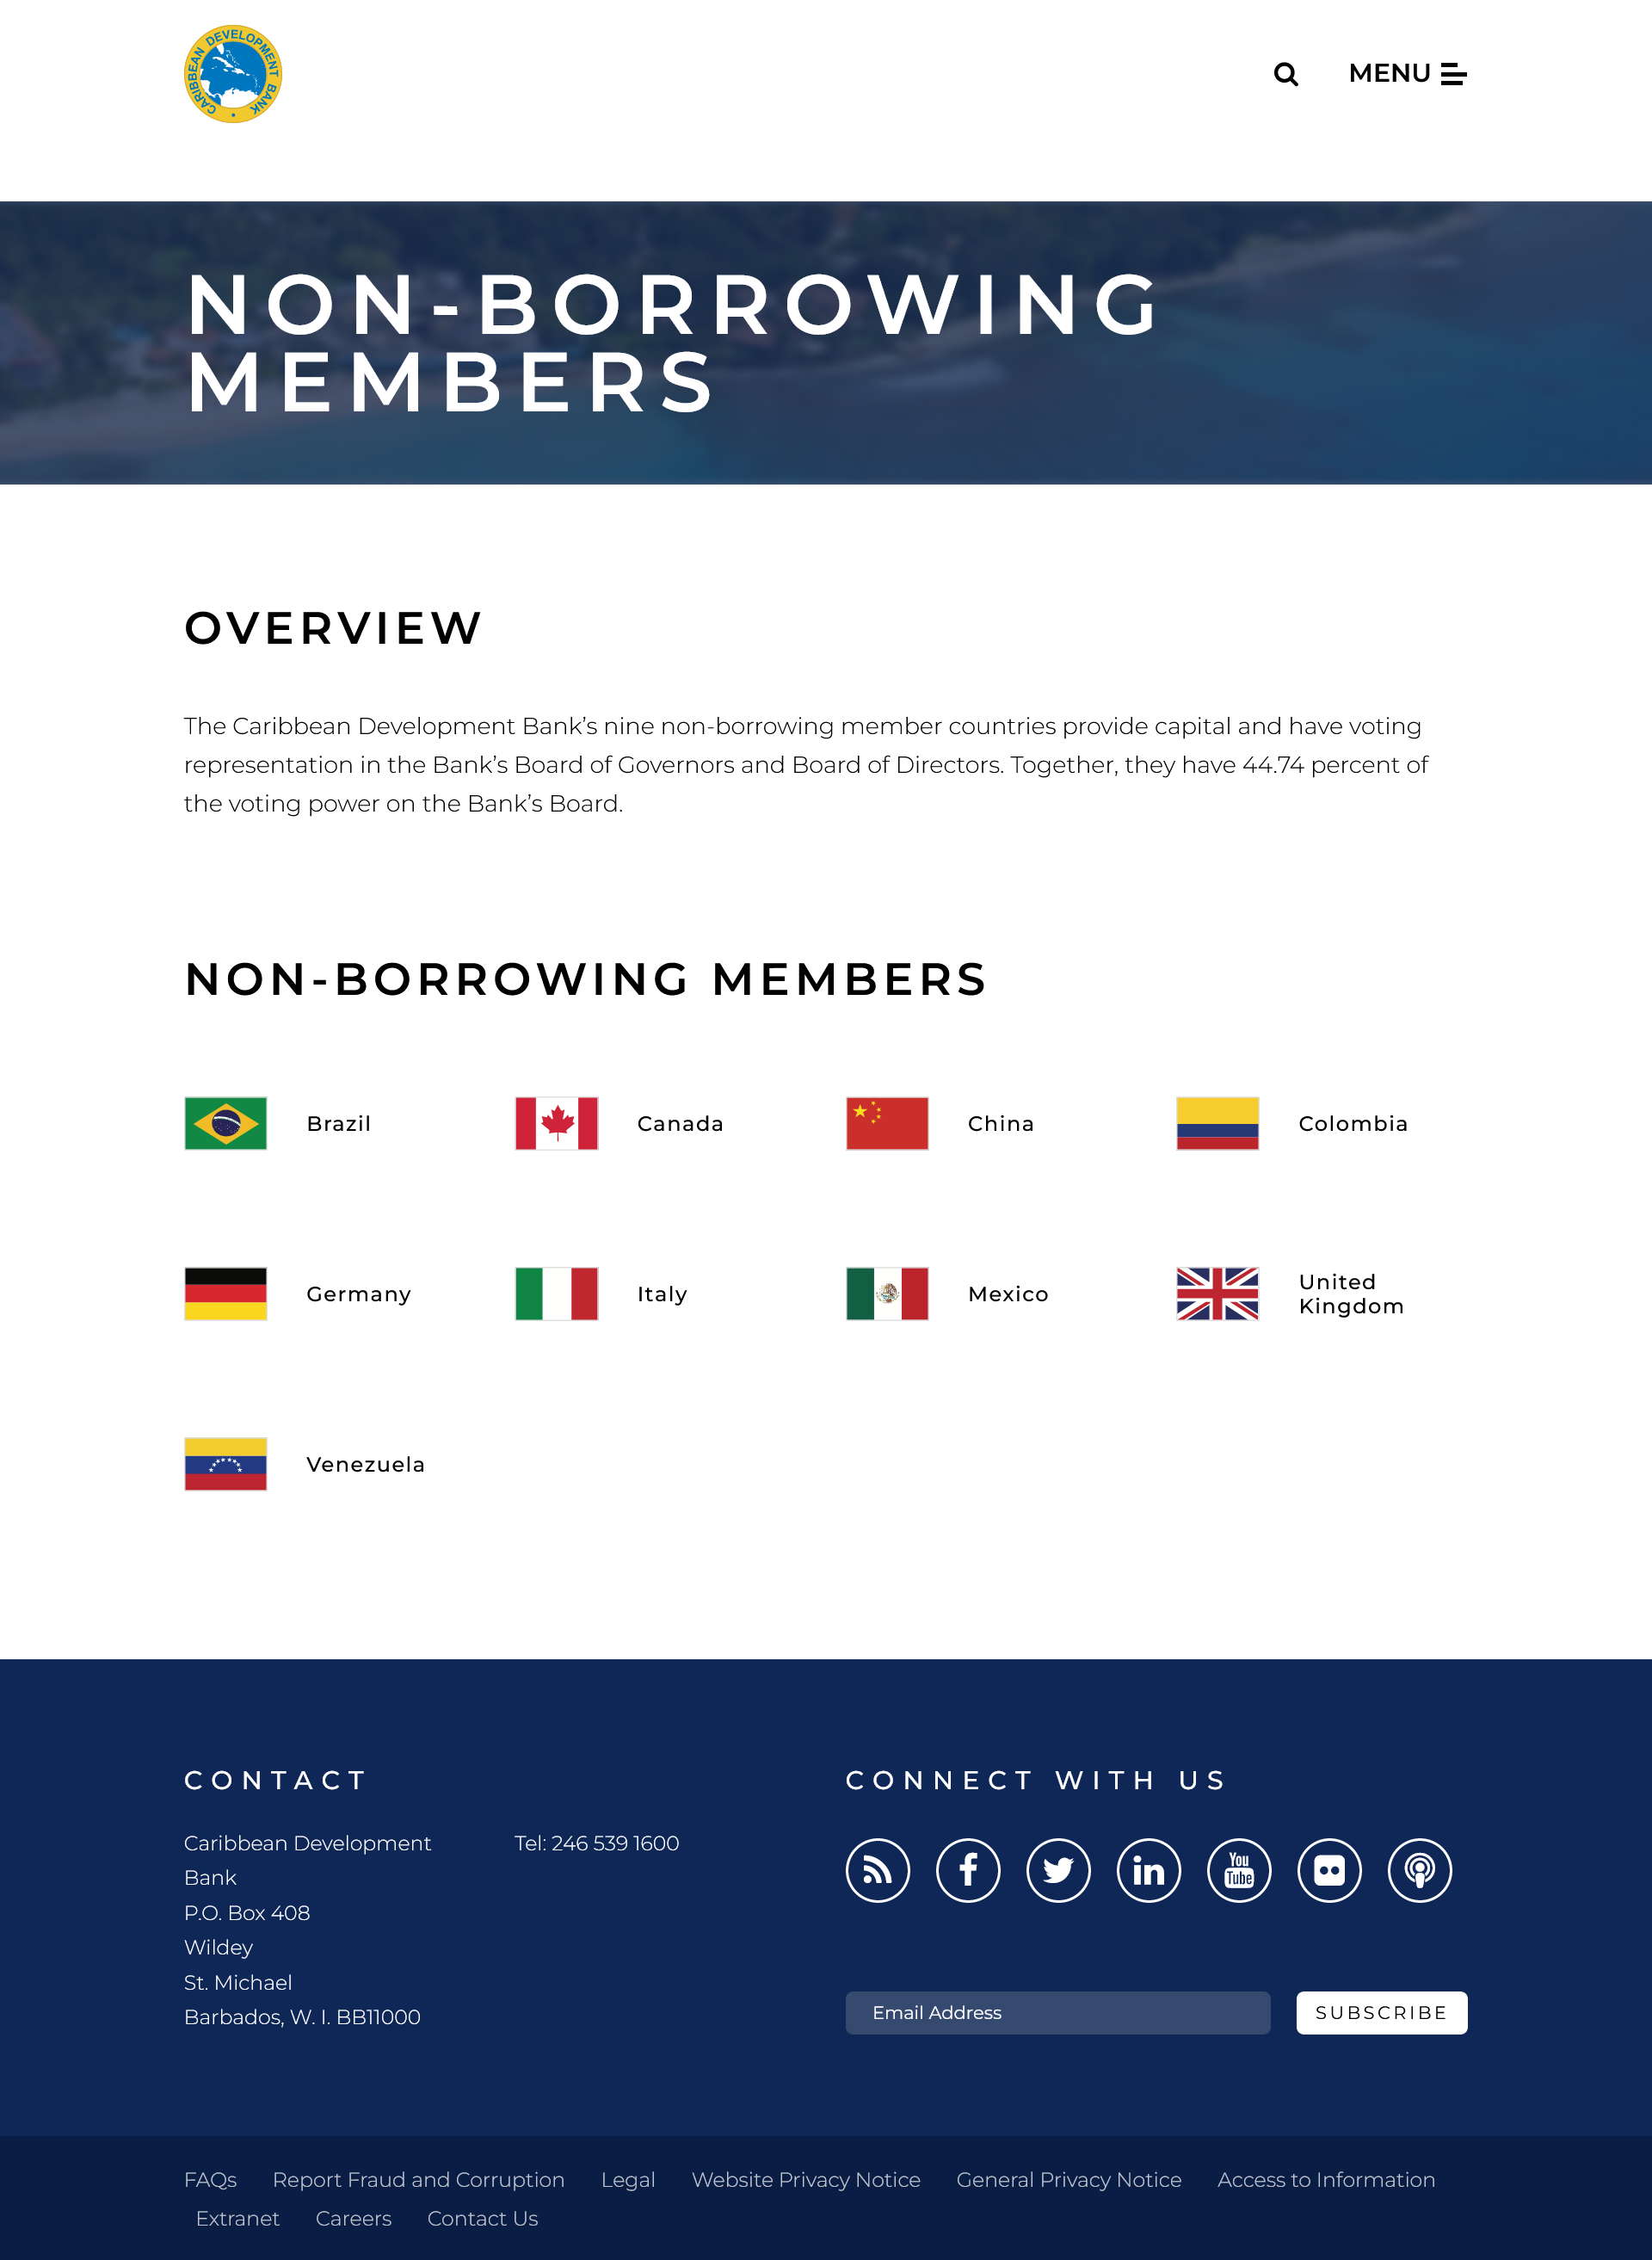 CARIBBEAN DEVELOPMENT BANK
MENU
NON-BORROWING
MEMBERS
OVERVIEW
The Caribbean Development Bank’s nine non-borrowing member countries provide capital and have voting
representation in the Bank’s Board of Governors and Board of Directors. Together, they have 44.74 percent of
the voting power on the Bank’s Board.
NON-BORROWING MEMBERS
Brazil
Canada
China
Colombia
Germany
Italy
Mexico
United
Kingdom
Venezuela
CONTACT
Caribbean Development
Bank
P.O. Box 408
Wildey
St. Michael
Barbados, W. I. BB11000
Tel: 246 539 1600
CONNECT WITH US
You
Tube
Email Address
SUBSCRIBE
FAQs Report Fraud and Corruption Legal Website Privacy Notice General Privacy Notice Access to Information
Extranet Careers Contact Us